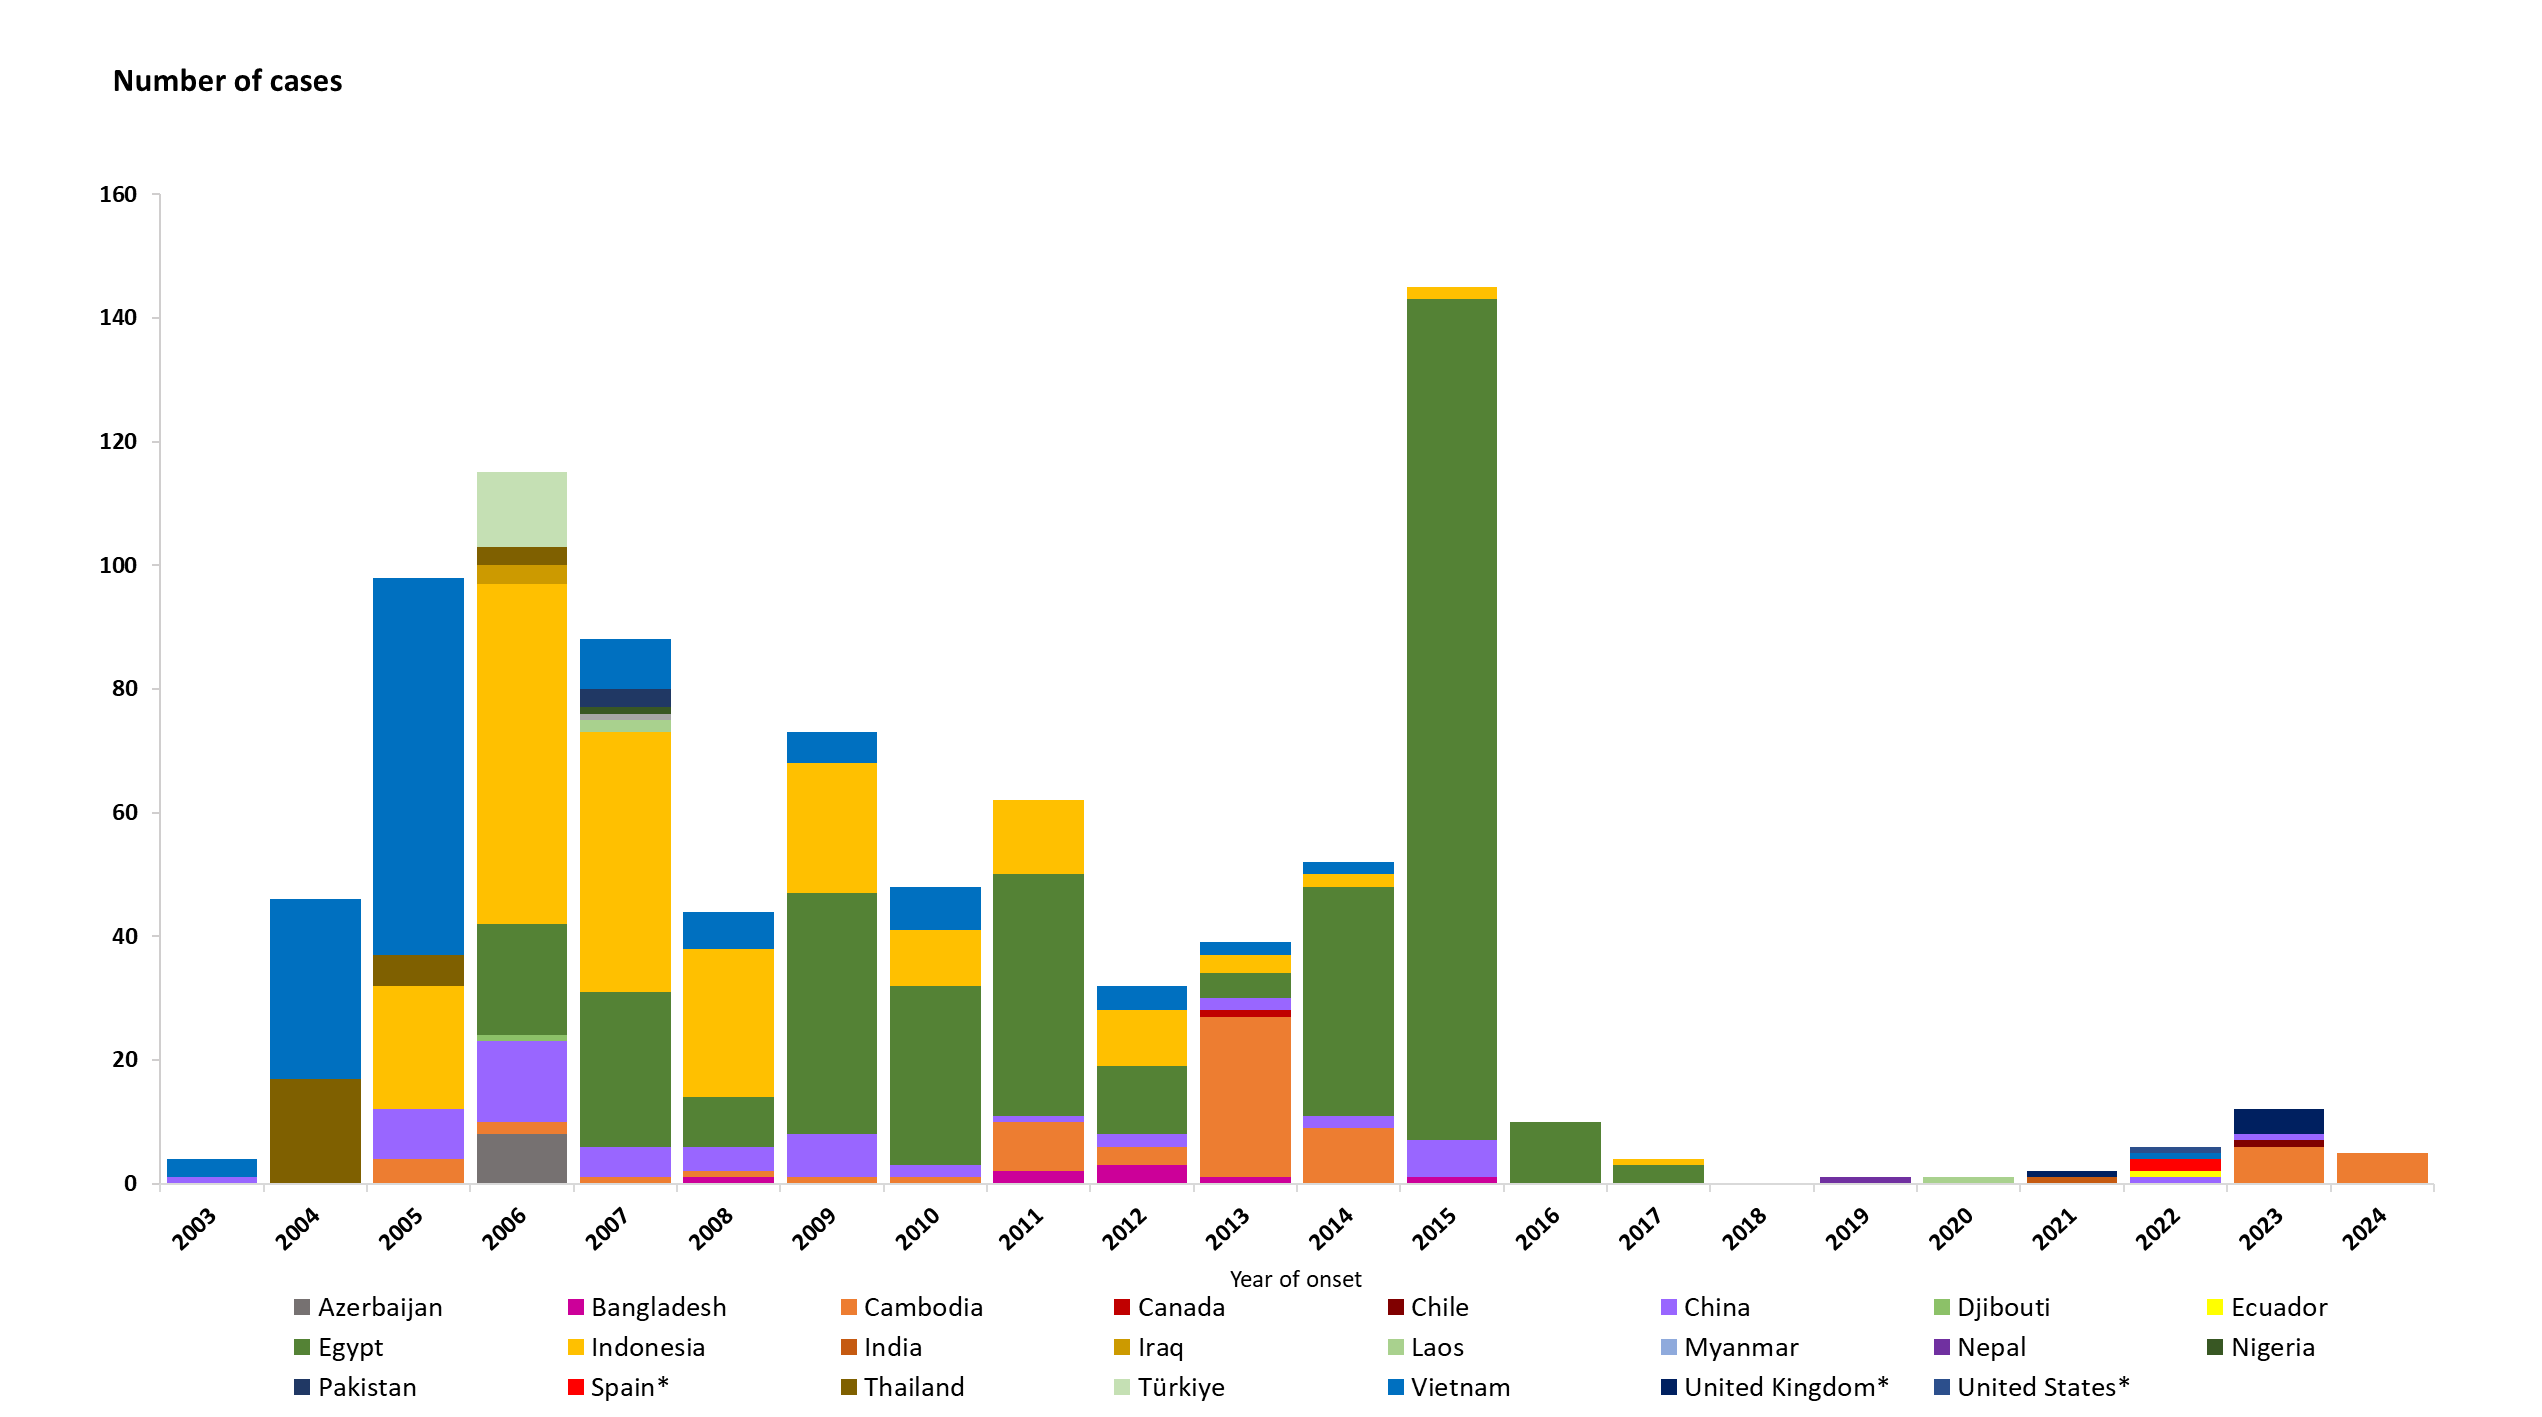 Number of cases
160
140
120
100
80
60
40
20
0
2003 2004 2005 2006 2007 2008 2009 2010 2011 2012 2013 2014 2015 2016 2017 2018 2019 2020 2021 2022 2023 2024
Year of onset
Azerbaijan Bangladesh Cambodia Canada Chile China Djibouti Ecuador
Egypt Indonesia India Iraq Laos Myanmar Nepal Nigeria
Pakistan Spain* Thailand Türkiye Vietnam United Kingdom* United States*